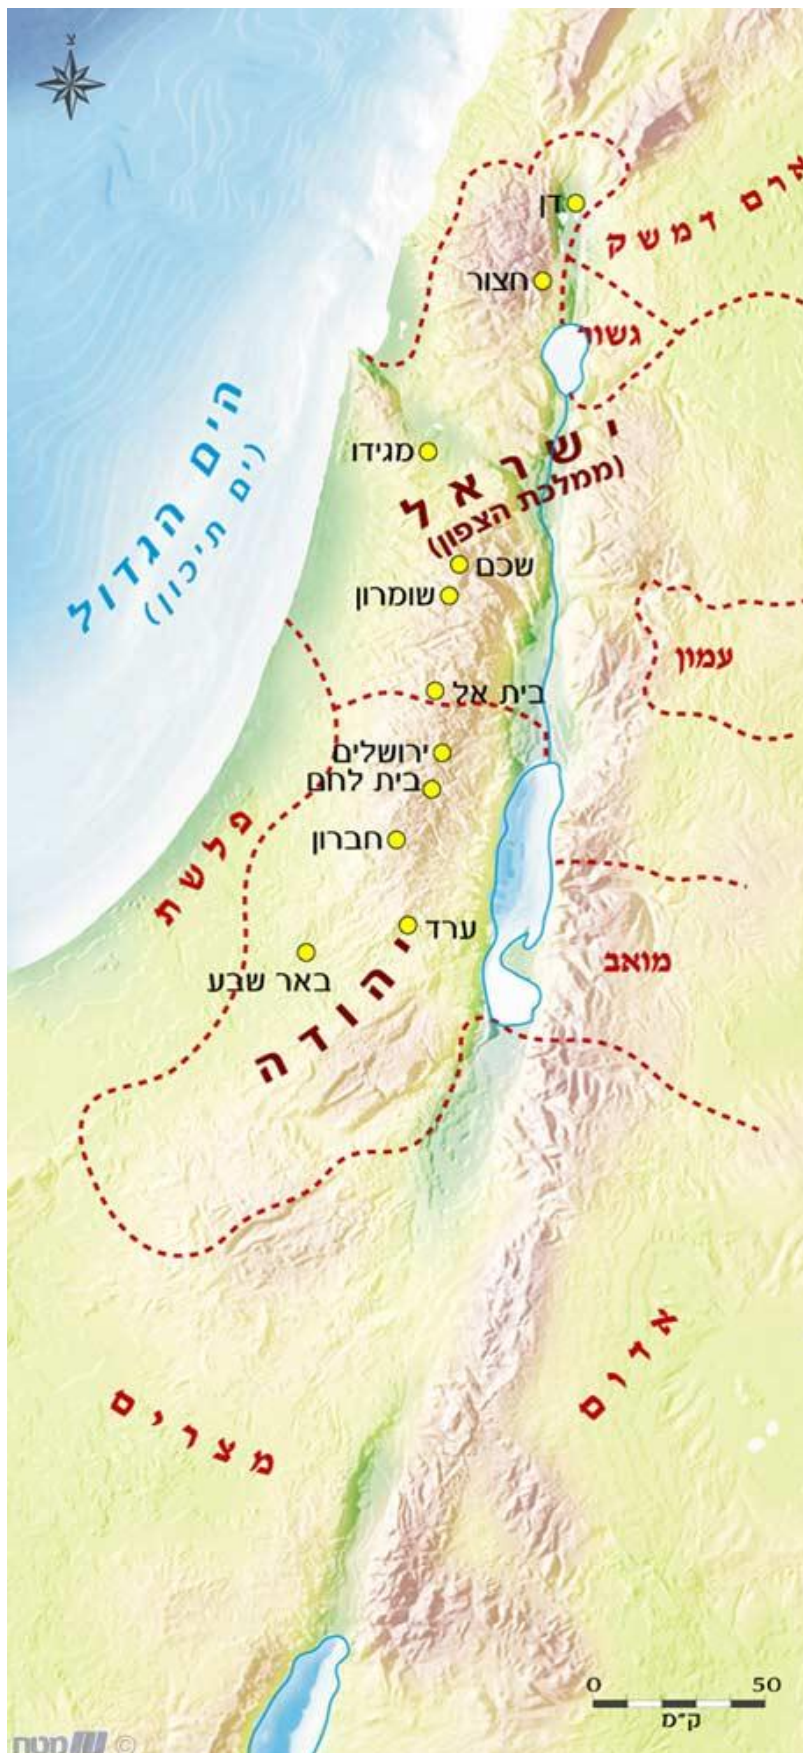 צ
ארם דמשק
דן
חצור
גשור
הים הגדול
(ים תיכון)
מגידו
ישראל
(ממלכת הצפון)
שכם
שומרון
עמון
בית אל
ירושלים
בית לחם
חברון
פלשת
ערד
באר שבע
מואב
יהודה
אדום
מצרים
0 50
ק"מ
מטח ©